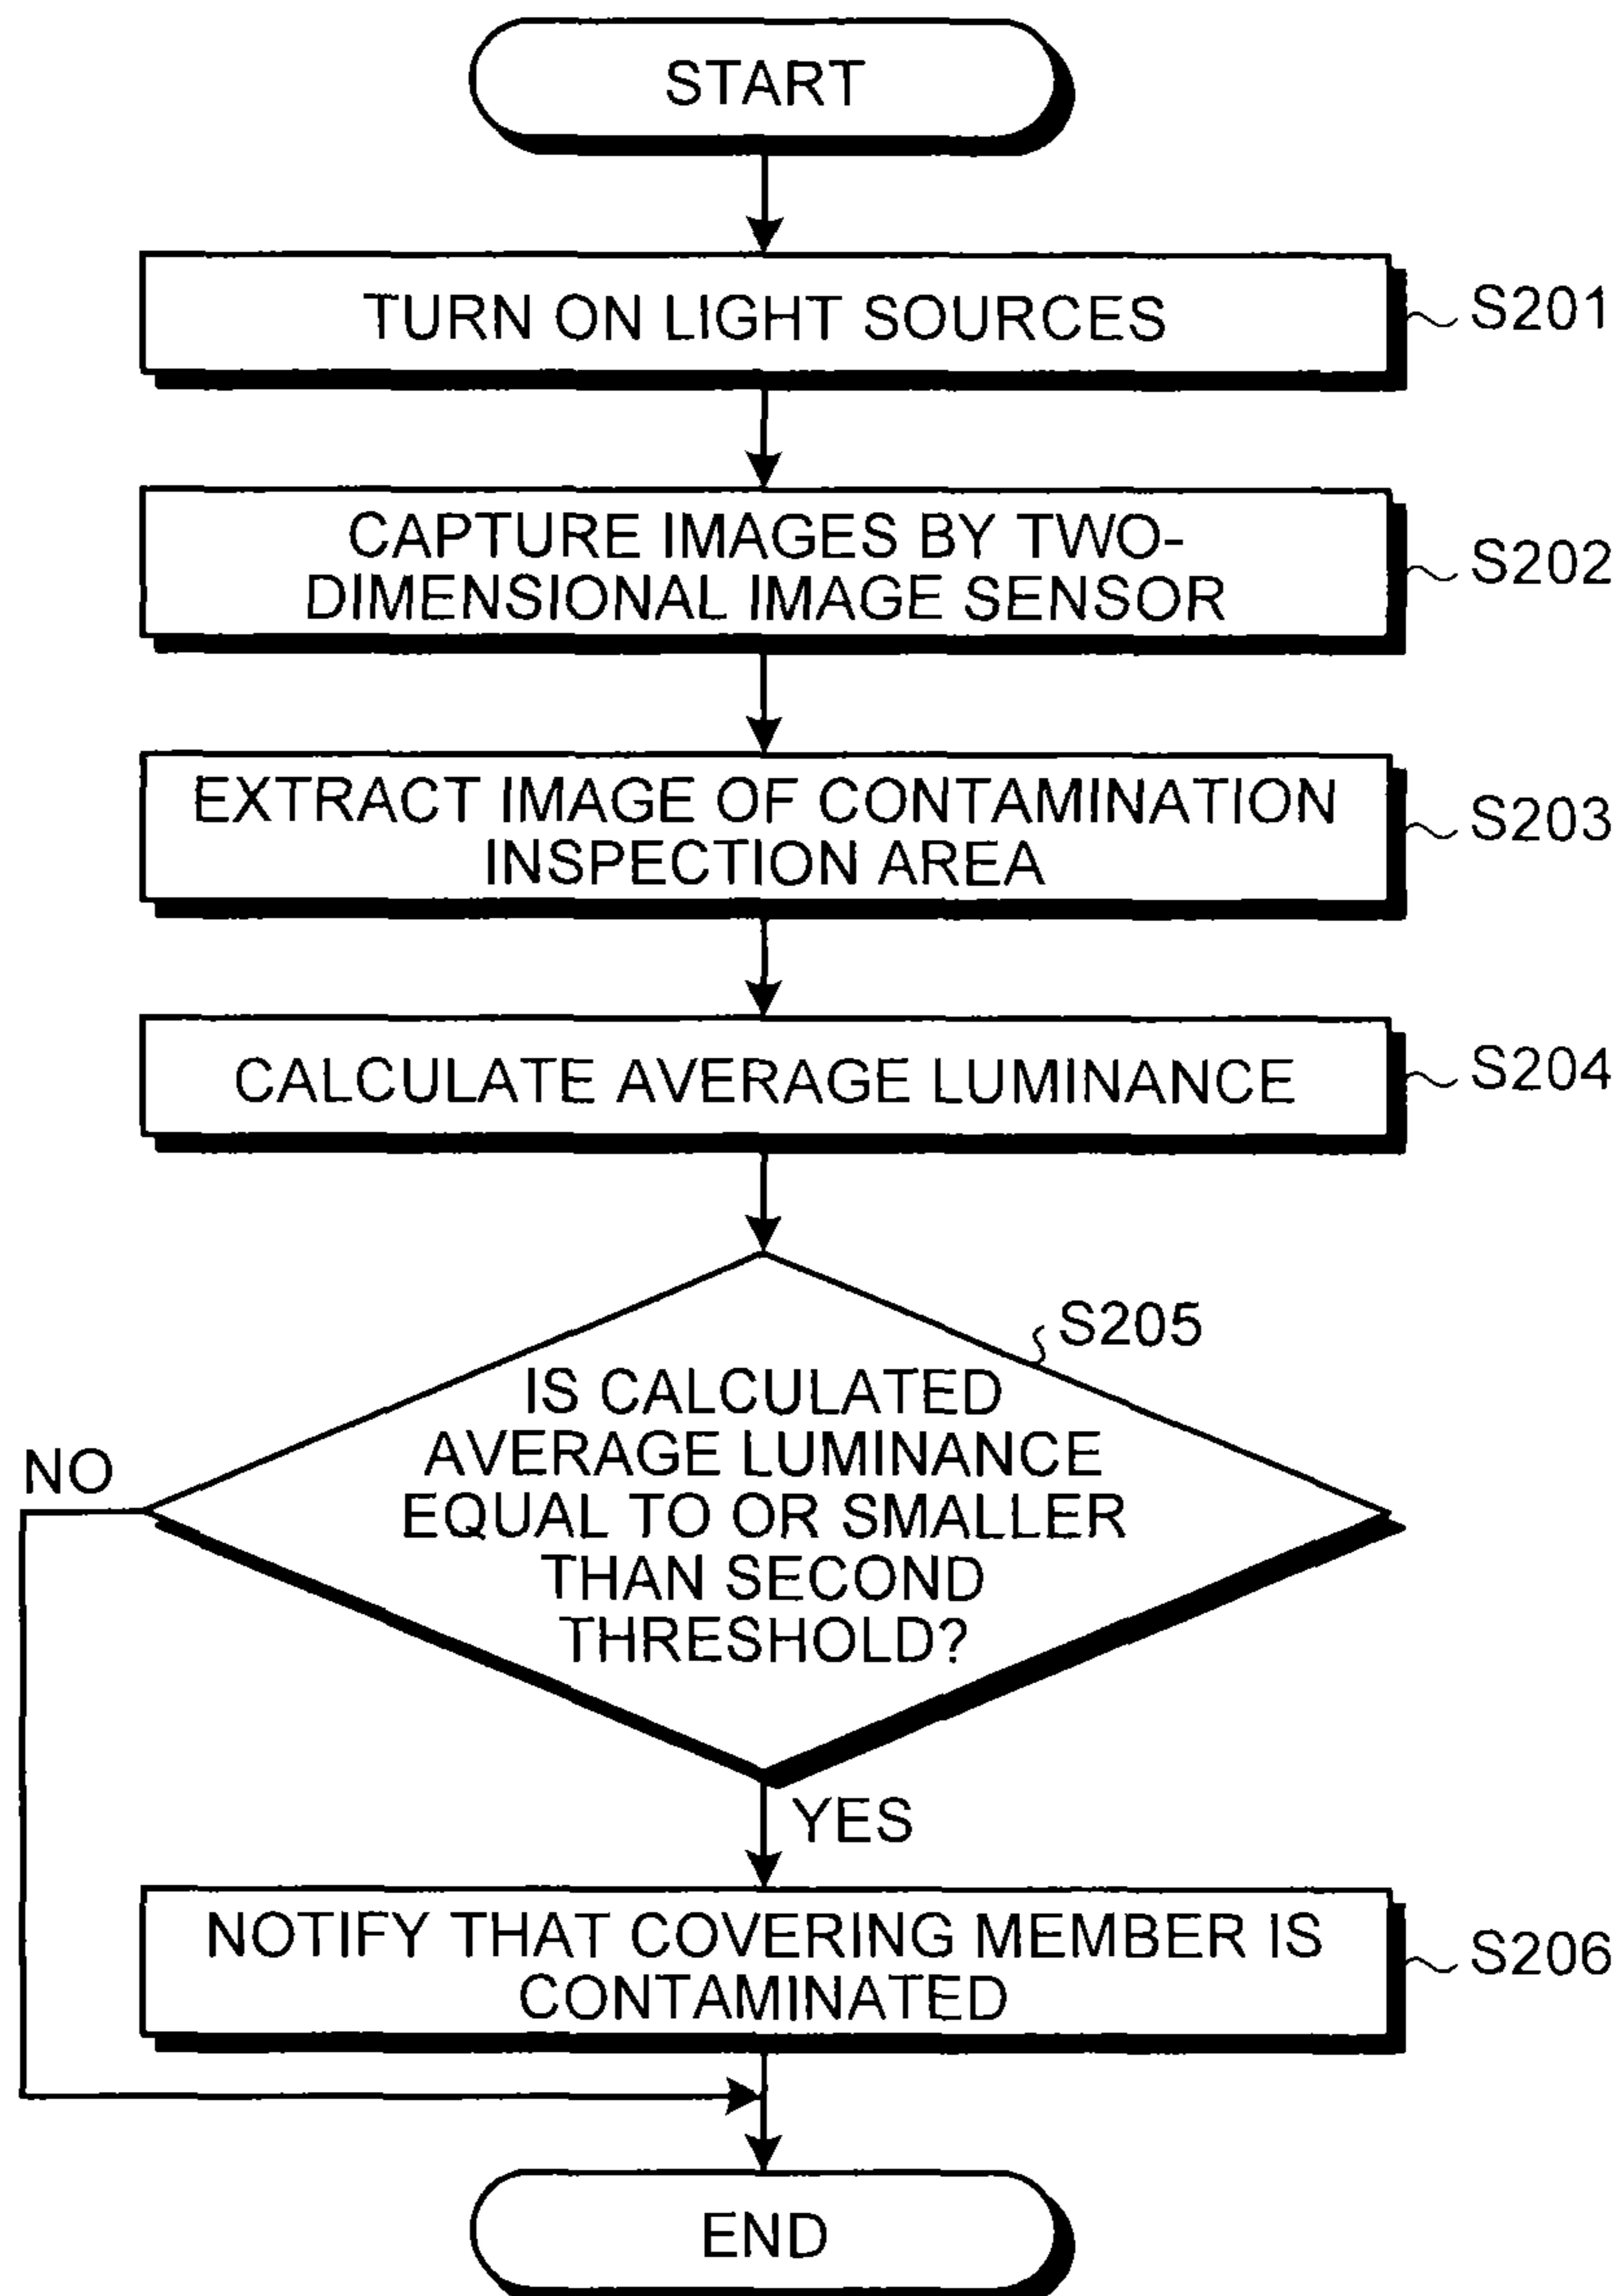 START
TURN ON LIGHT SOURCES
S201
CAPTURE IMAGES BY TWO-
DIMENSIONAL IMAGE SENSOR
S202
EXTRACT IMAGE OF CONTAMINATION
INSPECTION AREA
S203
CALCULATE AVERAGE LUMINANCE
S204
S205
IS CALCULATED
AVERAGE LUMINANCE
EQUAL TO OR SMALLER
THAN SECOND
THRESHOLD?
NO
YES
NOTIFY THAT COVERING MEMBER IS
CONTAMINATED
S206
END